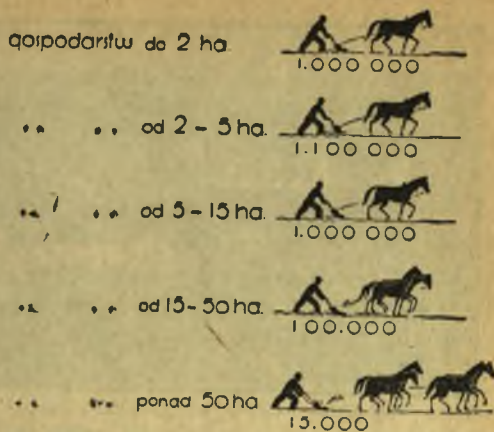 gospodarstw do 2 ha.
1.000 000
" " od 2 - 5 ha.
1.100 000
" " od 5 - 15 ha.
1.000 000
" " od 15 - 50 ha.
100.000
" " ponad 50 ha
15.000